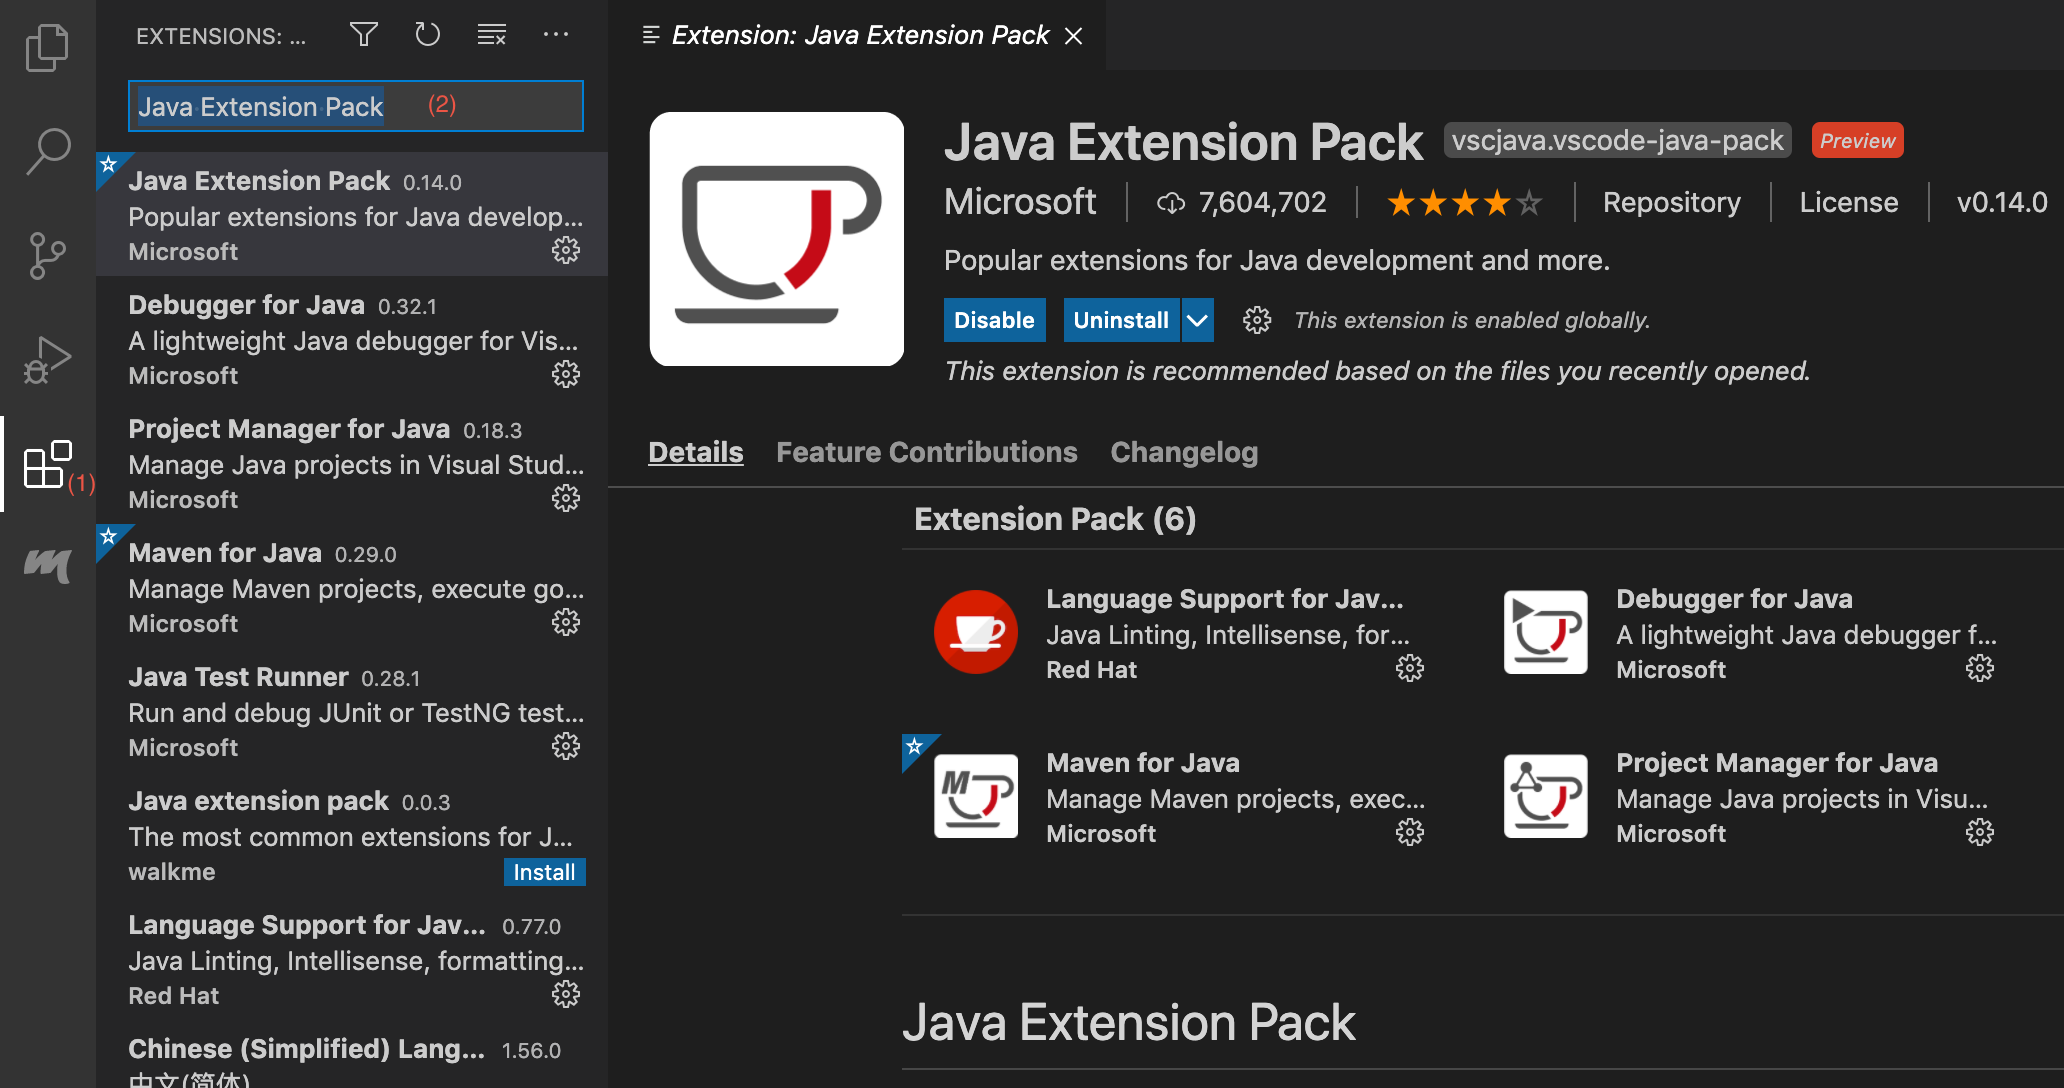 EXTENSIONS: ...
Java Extension Pack (2)
(1)
Java Extension Pack 0.14.0
Popular extensions for Java develop...
Microsoft
Debugger for Java 0.32.1
A lightweight Java debugger for Vis...
Microsoft
Project Manager for Java 0.18.3
Manage Java projects in Visual Stud...
Microsoft
Maven for Java 0.29.0
Manage Maven projects, execute go...
Microsoft
Java Test Runner 0.28.1
Run and debug JUnit or TestNG test...
Microsoft
Java extension pack 0.0.3
The most common extensions for J...
walkme Install
Language Support for Jav... 0.77.0
Java Linting, Intellisense, formatting...
Red Hat
Chinese (Simplified) Lang... 1.56.0
中文(简体)
Extension: Java Extension Pack
Java Extension Pack vscjava.vscode-java-pack Preview
Microsoft 7,604,702 Repository License v0.14.0
Popular extensions for Java development and more.
Disable Uninstall This extension is enabled globally.
This extension is recommended based on the files you recently opened.
Details Feature Contributions Changelog
Extension Pack (6)
Language Support for Jav...
Java Linting, Intellisense, for...
Red Hat
Debugger for Java
A lightweight Java debugger f...
Microsoft
M
Maven for Java
Manage Maven projects, exec...
Microsoft
Project Manager for Java
Manage Java projects in Visu...
Microsoft
Java Extension Pack